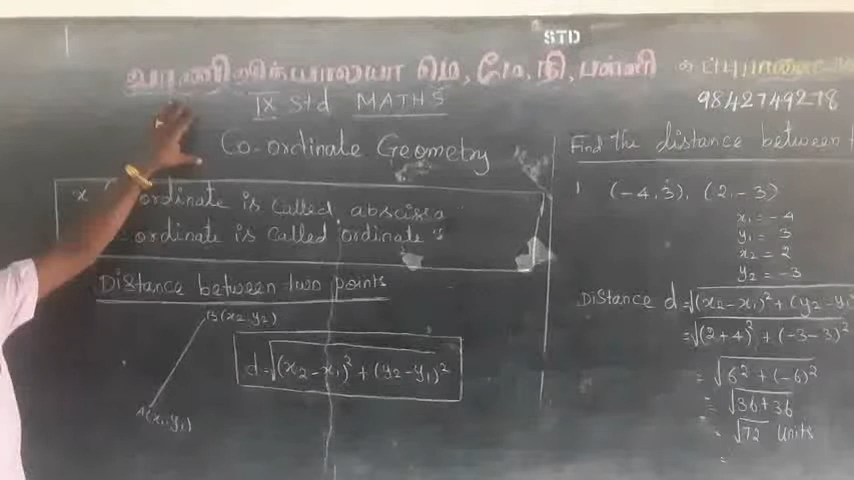 STD
வாணி வித்யாலயா மெ, மே, நி, பள்ளி
9842749278
IX Std MATHS
Co-ordinate Geometry
x ordinate is called abscissa
ordinate is called ordinate's
Distance between two points
B(x2, y2)
A(x1, y1)
d=√(x2-x1)² + (y2-y1)²
Find the distance between
1 (-4, 3), (2, -3)
x1 = -4
y1 = 3
x2 = 2
y2 = -3
Distance d=√(x2-x1)² + (y2-y1)²
=√(2+4)² + (-3-3)²
= √6² + (-6)²
= √36+36
= √72 Units
=